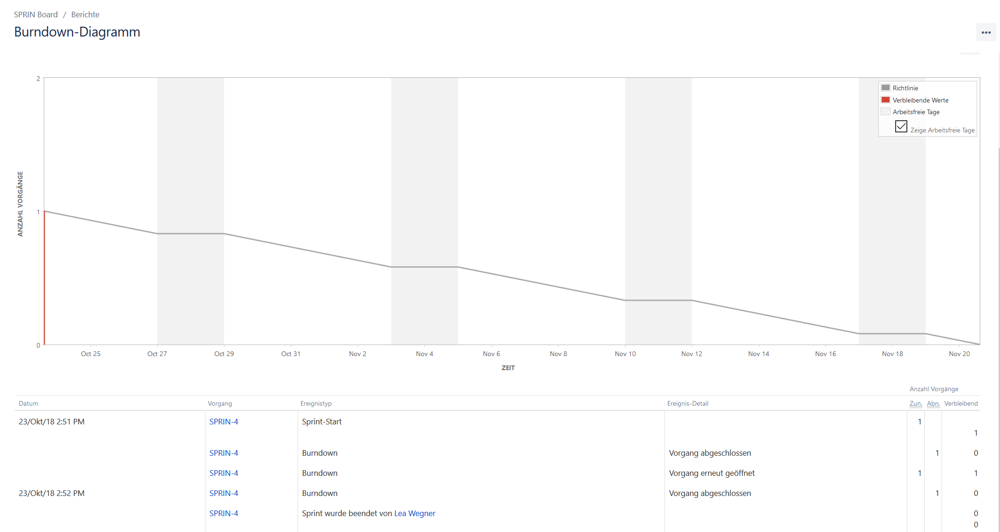 SPRIN Board / Berichte
Burndown-Diagramm
2
1
0
ANZAHL VORGÄNGE
Richtlinie
Verbleibende Werte
Arbeitsfreie Tage
Zeige Arbeitsfreie Tage
Oct 25 Oct 27 Oct 29 Oct 31 Nov 2 Nov 4 Nov 6 Nov 8 Nov 10 Nov 12 Nov 14 Nov 16 Nov 18 Nov 20
ZEIT
Anzahl Vorgänge
Datum Vorgang Ereignistyp Ereignis-Detail Zun. Abn. Verbleibend
23/Okt/18 2:51 PM SPRIN-4 Sprint-Start 1
1
SPRIN-4 Burndown Vorgang abgeschlossen 1 0
SPRIN-4 Burndown Vorgang erneut geöffnet 1 1
23/Okt/18 2:52 PM SPRIN-4 Burndown Vorgang abgeschlossen 1 0
SPRIN-4 Sprint wurde beendet von Lea Wegner 0
0